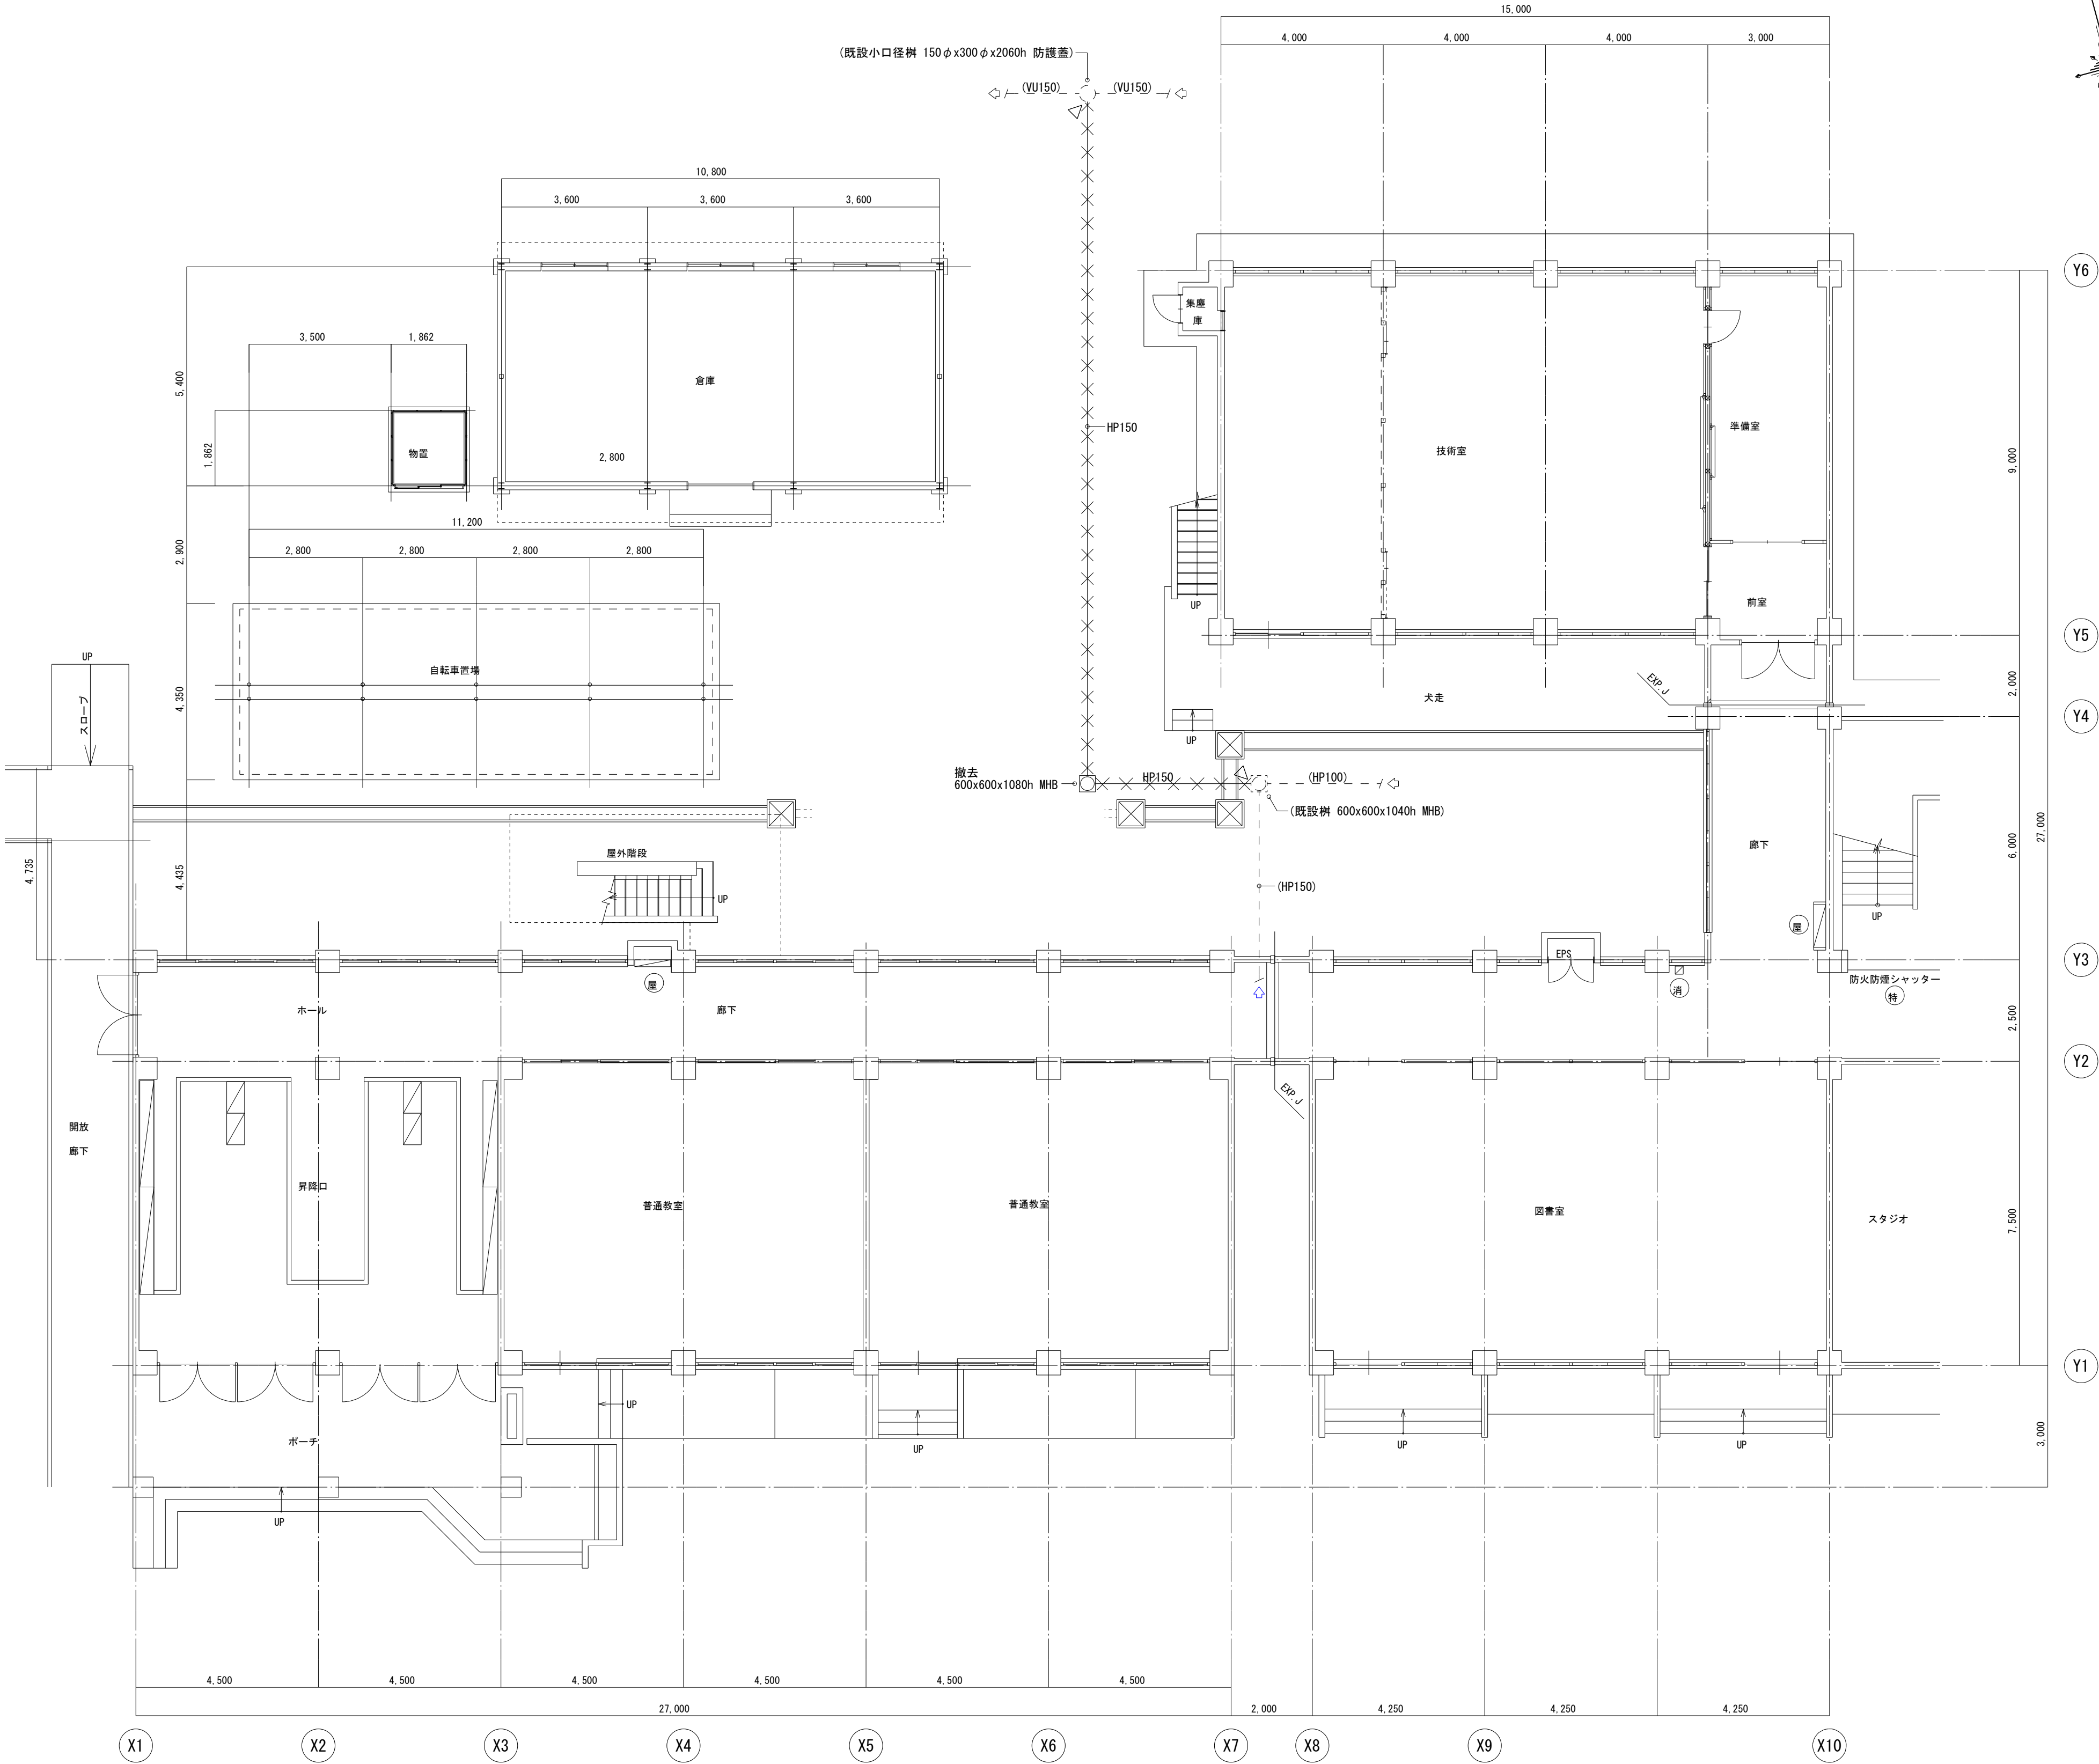 15,000
4,000
4,000
4,000
3,000
(既設小口径桝 150φx300φx2060h 防護蓋)
(VU150)
(VU150)
10,800
3,600
3,600
3,600
Y6
集塵
庫
3,500
1,862
5,400
倉庫
1,862
物置
2,800
HP150
技術室
準備室
9,000
11,200
2,900
2,800
2,800
2,800
2,800
UP
前室
Y5
UP
スロープ
自転車置場
4,350
犬走
EXP.J
2,000
Y4
UP
撤去
600x600x1080h MHB
HP150
(HP100)
(既設桝 600x600x1040h MHB)
4,735
4,435
屋外階段
UP
(HP150)
廊下
6,000
27,000
UP
屋
屋
EPS
消
Y3
防火防煙シャッター
特
ホール
廊下
2,500
Y2
EXP.J
開放
廊下
昇降口
普通教室
普通教室
図書室
スタジオ
7,500
Y1
UP
ポーチ
UP
UP
UP
3,000
UP
4,500
4,500
4,500
4,500
4,500
4,500
27,000
2,000
4,250
4,250
4,250
X1
X2
X3
X4
X5
X6
X7
X8
X9
X10